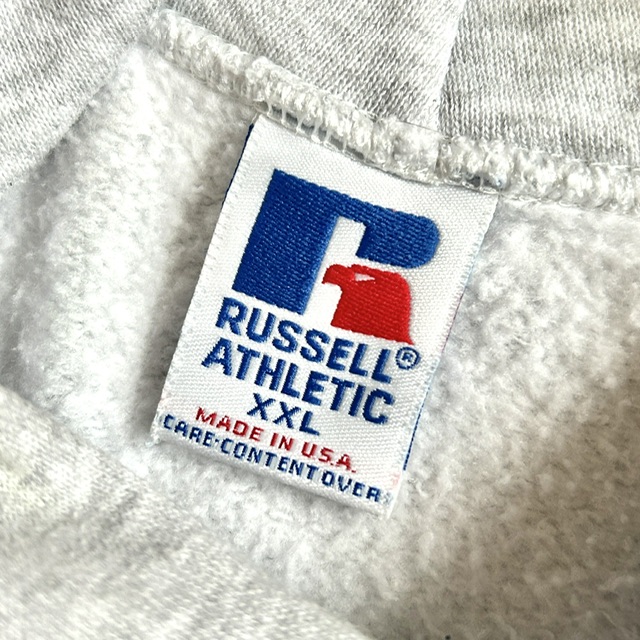 RUSSELL
ATHLETIC®
XXL
MADE IN U.S.A.
CARE·CONTENT OVER